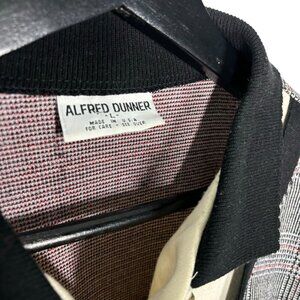 ALFRED DUNNER
- L -
MADE IN U.S.A.
FOR CARE - SEE OVER